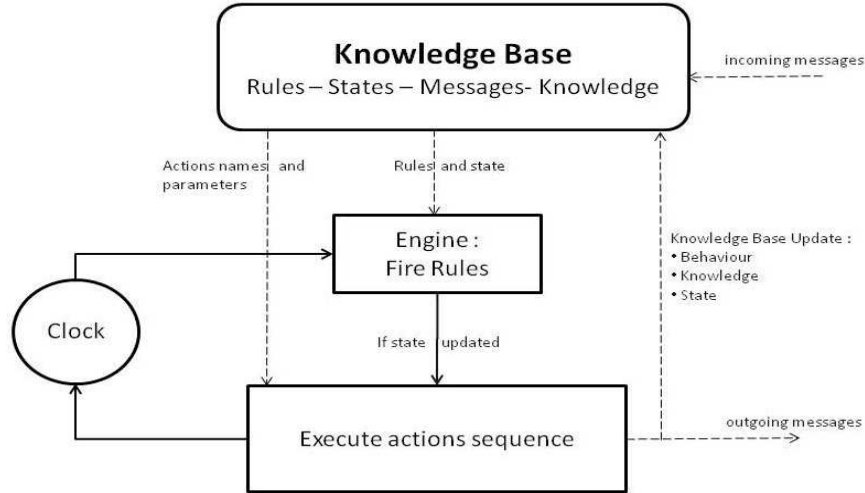 Knowledge Base
Rules – States – Messages- Knowledge
incoming messages
Actions names and
parameters
Rules and state
Engine :
Fire Rules
Knowledge Base Update :
• Behaviour
• Knowledge
• State
Clock
If state updated
Execute actions sequence
outgoing messages